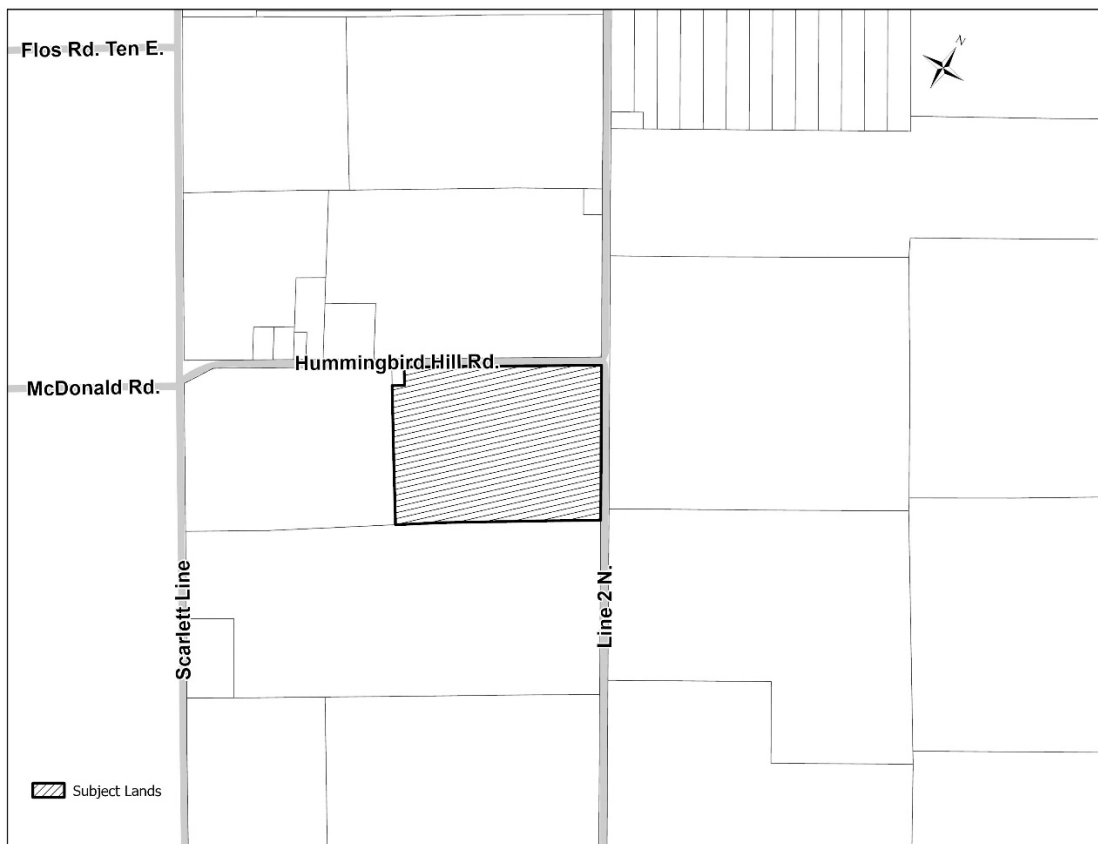 Flos Rd. Ten E.
N
Hummingbird Hill Rd.
McDonald Rd.
Scarlett Line
Line 2 N.
Subject Lands